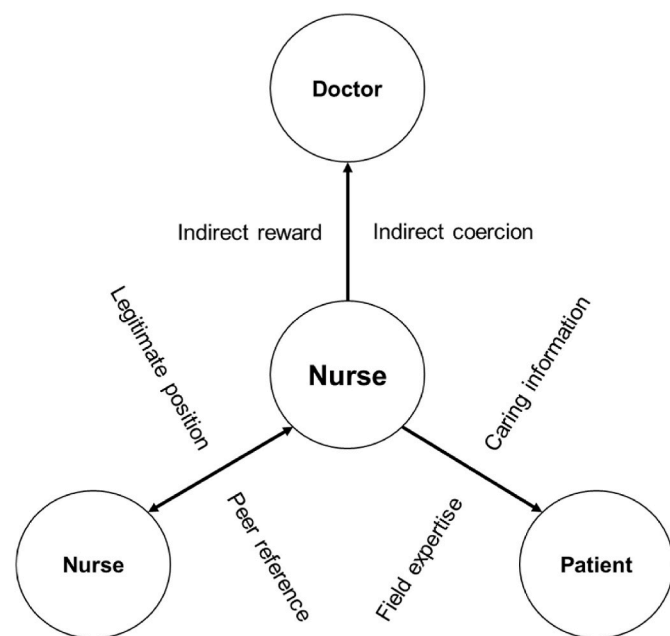 Doctor
Indirect reward
Indirect coercion
Legitimate position
Nurse
Caring information
Nurse
Peer reference
Field expertise
Patient